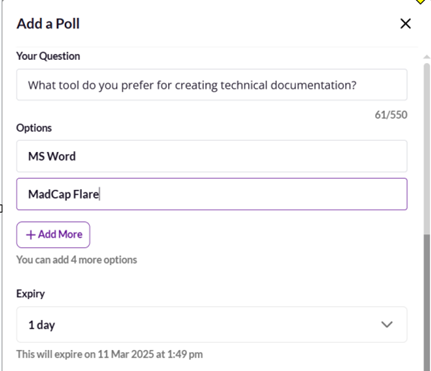 Add a Poll
Your Question
What tool do you prefer for creating technical documentation?
61/550
Options
MS Word
MadCap Flare
+ Add More
You can add 4 more options
Expiry
1 day
This will expire on 11 Mar 2025 at 1:49 pm